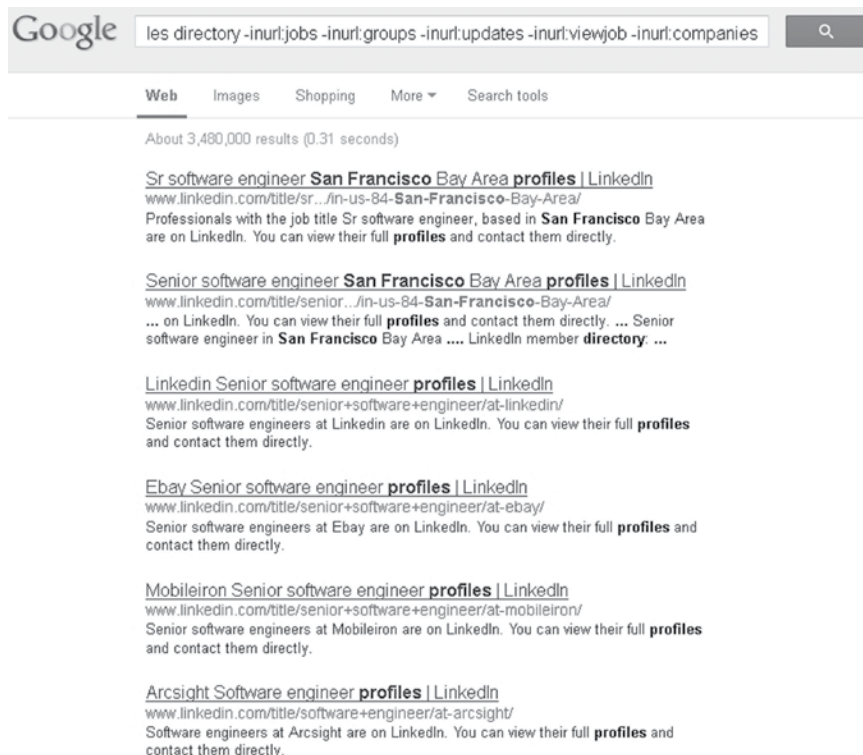 Google
les directory -inurl:jobs -inurl:groups -inurl:updates -inurl:viewjob -inurl:companies
Web Images Shopping More Search tools
About 3,480,000 results (0.31 seconds)
Sr software engineer San Francisco Bay Area profiles | LinkedIn
www.linkedin.com/title/sr.../in-us-84-San-Francisco-Bay-Area/
Professionals with the job title Sr software engineer, based in San Francisco Bay Area
are on LinkedIn. You can view their full profiles and contact them directly.
Senior software engineer San Francisco Bay Area profiles | LinkedIn
www.linkedin.com/title/senior.../in-us-84-San-Francisco-Bay-Area/
... on LinkedIn. You can view their full profiles and contact them directly. ... Senior
software engineer in San Francisco Bay Area .... LinkedIn member directory: ...
Linkedin Senior software engineer profiles | LinkedIn
www.linkedin.com/title/senior+software+engineer/at-linkedin/
Senior software engineers at Linkedin are on LinkedIn. You can view their full profiles
and contact them directly.
Ebay Senior software engineer profiles | LinkedIn
www.linkedin.com/title/senior+software+engineer/at-ebay/
Senior software engineers at Ebay are on LinkedIn. You can view their full profiles and
contact them directly.
Mobileiron Senior software engineer profiles | LinkedIn
www.linkedin.com/title/senior+software+engineer/at-mobileiron/
Senior software engineers at Mobileiron are on LinkedIn. You can view their full profiles
and contact them directly.
Arcsight Software engineer profiles | LinkedIn
www.linkedin.com/title/software+engineer/at-arcsight/
Software engineers at Arcsight are on LinkedIn. You can view their full profiles and
contact them directly.